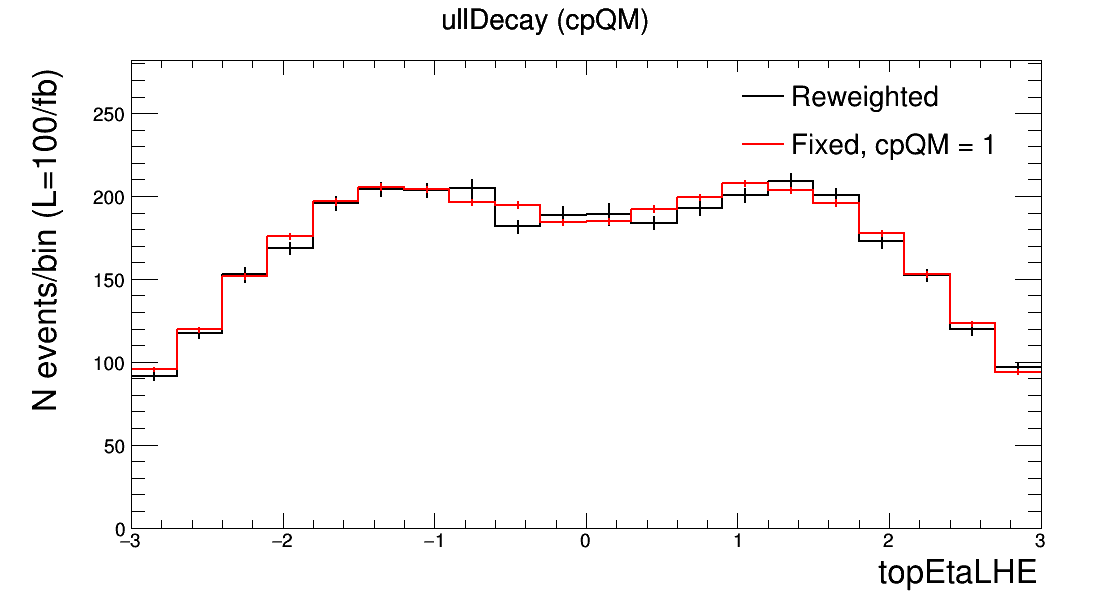 ullDecay (cpQM)
N events/bin (L=100/fb)
Reweighted
Fixed, cpQM = 1
250
200
150
100
50
0
−3 −2 −1 0 1 2 3
topEtaLHE